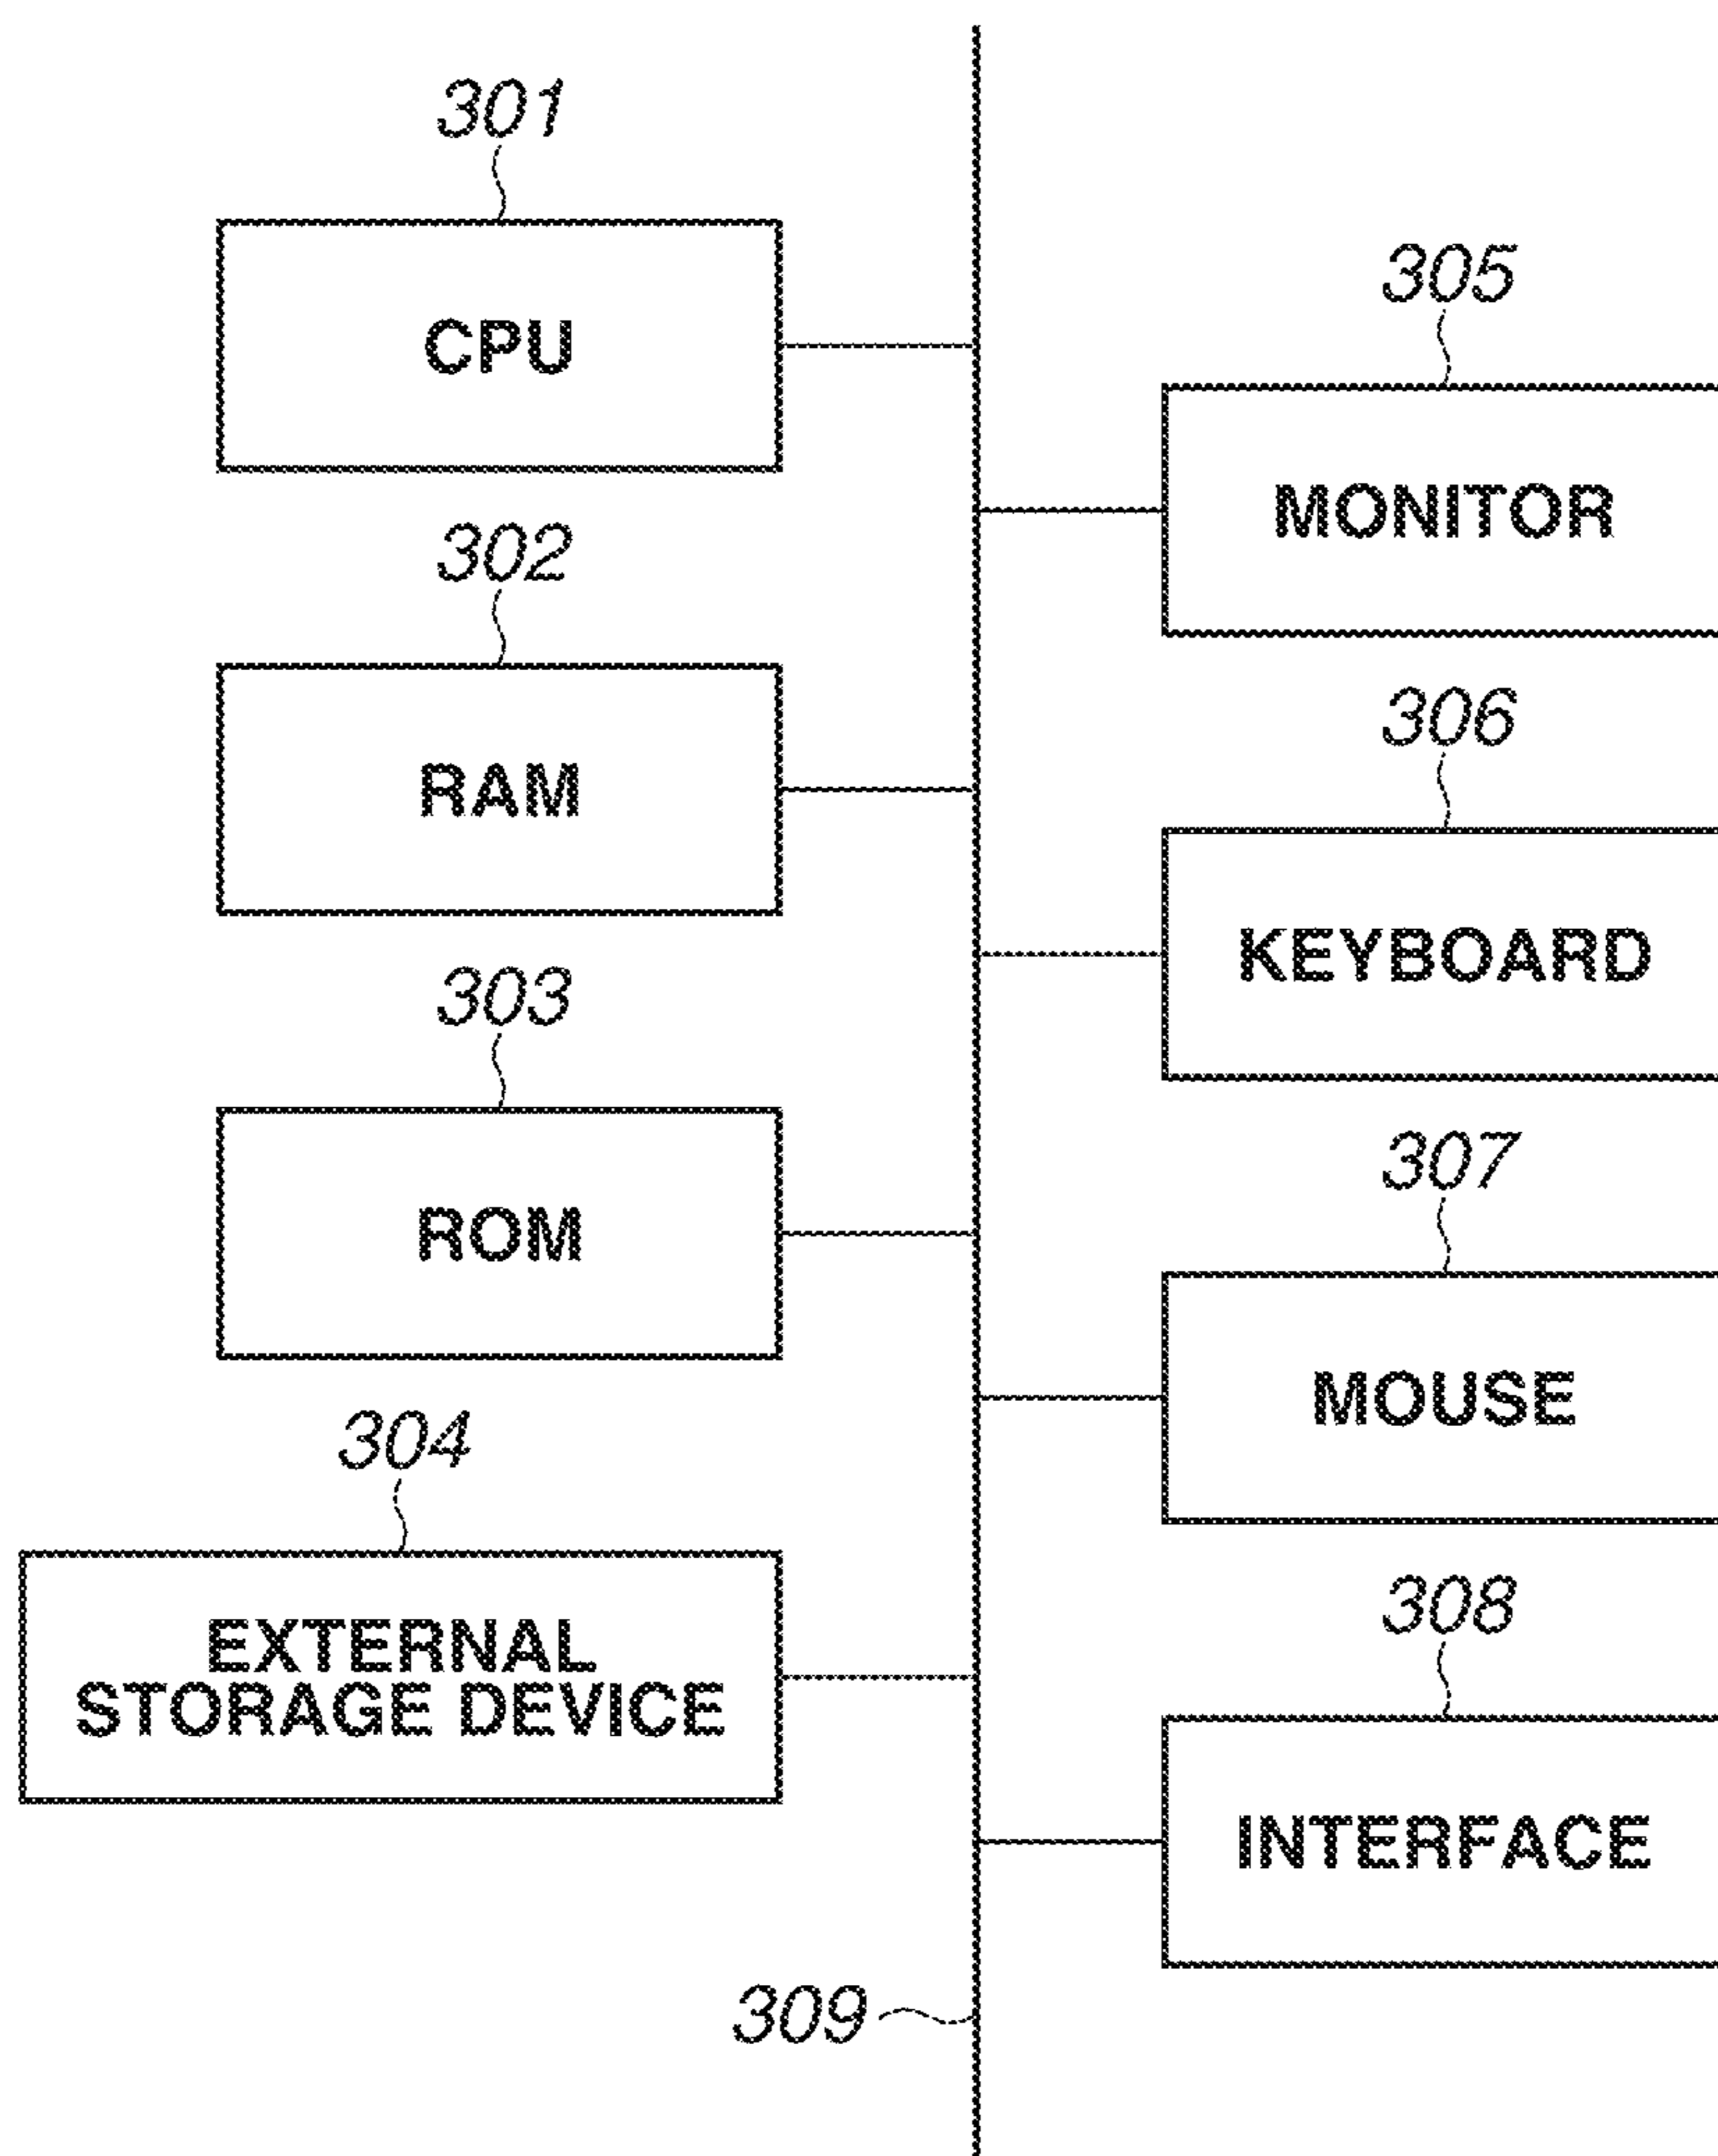 301
CPU
302
RAM
303
ROM
304
EXTERNAL
STORAGE DEVICE
305
MONITOR
306
KEYBOARD
307
MOUSE
308
INTERFACE
309